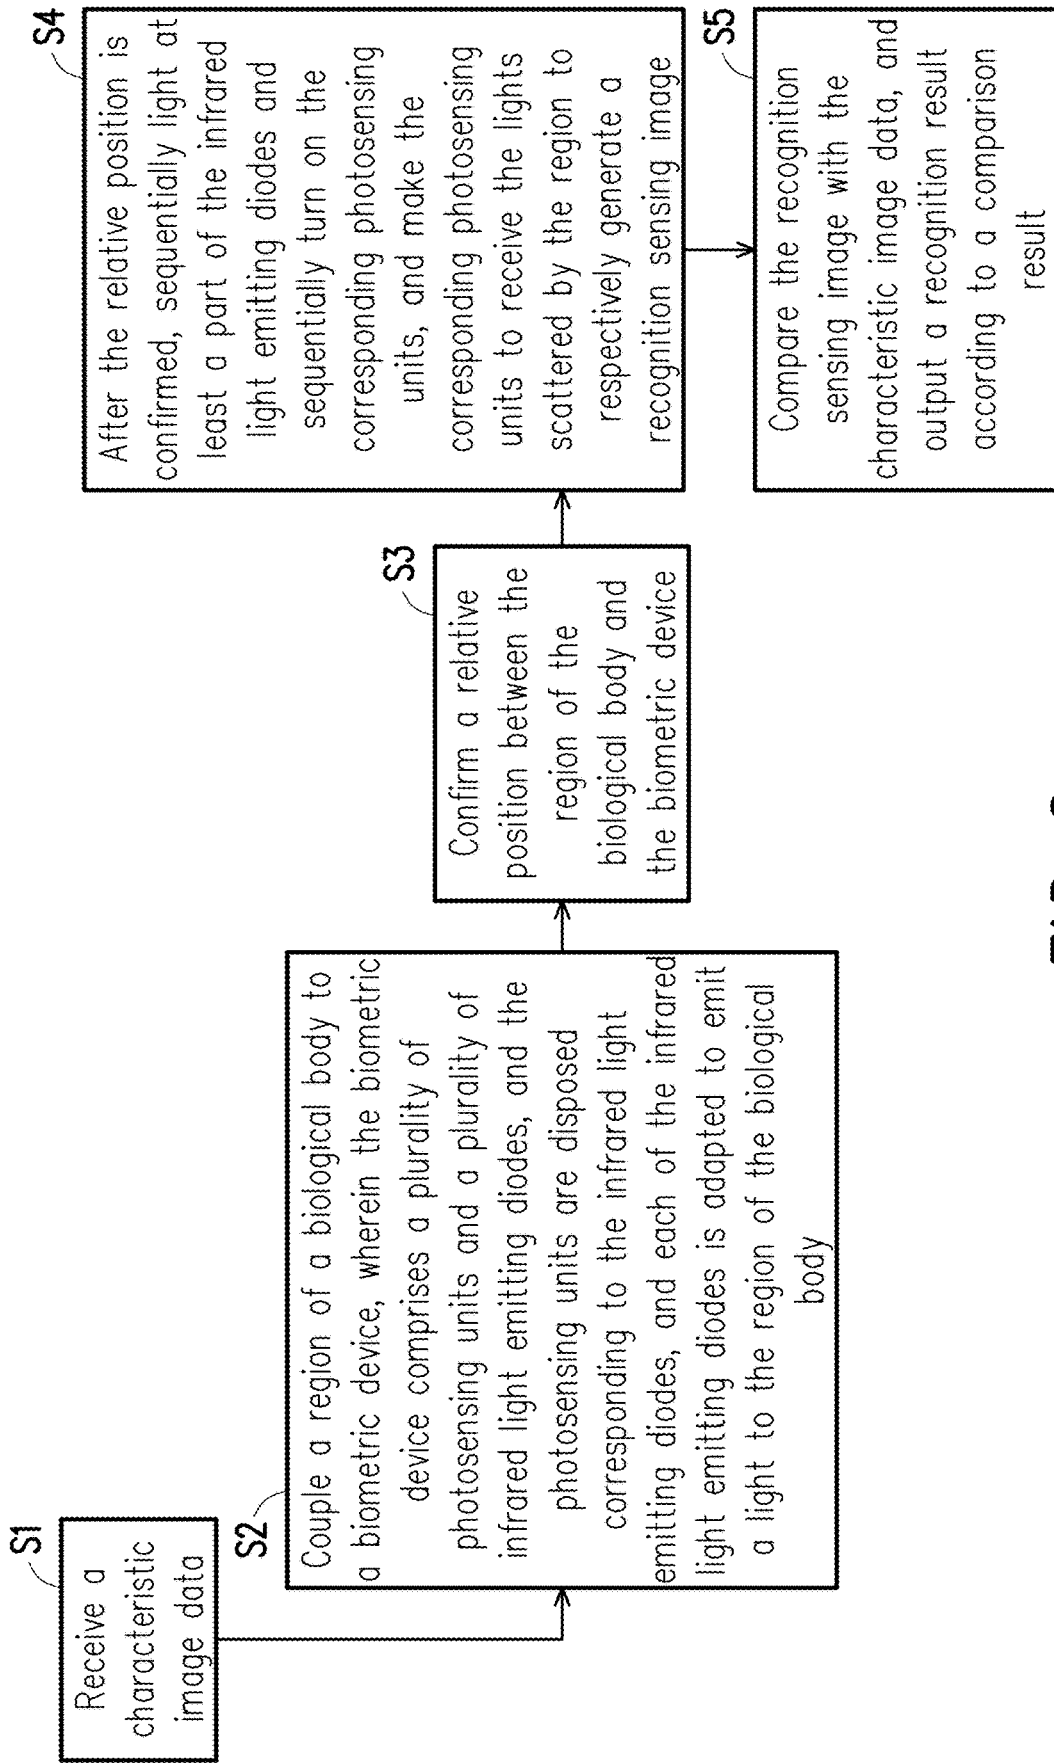 S1
Receive a
characteristic
image data
S2
Couple a region of a biological body to
a biometric device, wherein the biometric
device comprises a plurality of
photosensing units and a plurality of
infrared light emitting diodes, and the
photosensing units are disposed
corresponding to the infrared light
emitting diodes, and each of the infrared
light emitting diodes is adapted to emit
a light to the region of the biological
body
S3
Confirm a relative
position between the
region of the
biological body and
the biometric device
S4
After the relative position is
confirmed, sequentially light at
least a part of the infrared
light emitting diodes and
sequentially turn on the
corresponding photosensing
units, and make the
corresponding photosensing
units to receive the lights
scattered by the region to
respectively generate a
recognition sensing image
S5
Compare the recognition
sensing image with the
characteristic image data, and
output a recognition result
according to a comparison
result